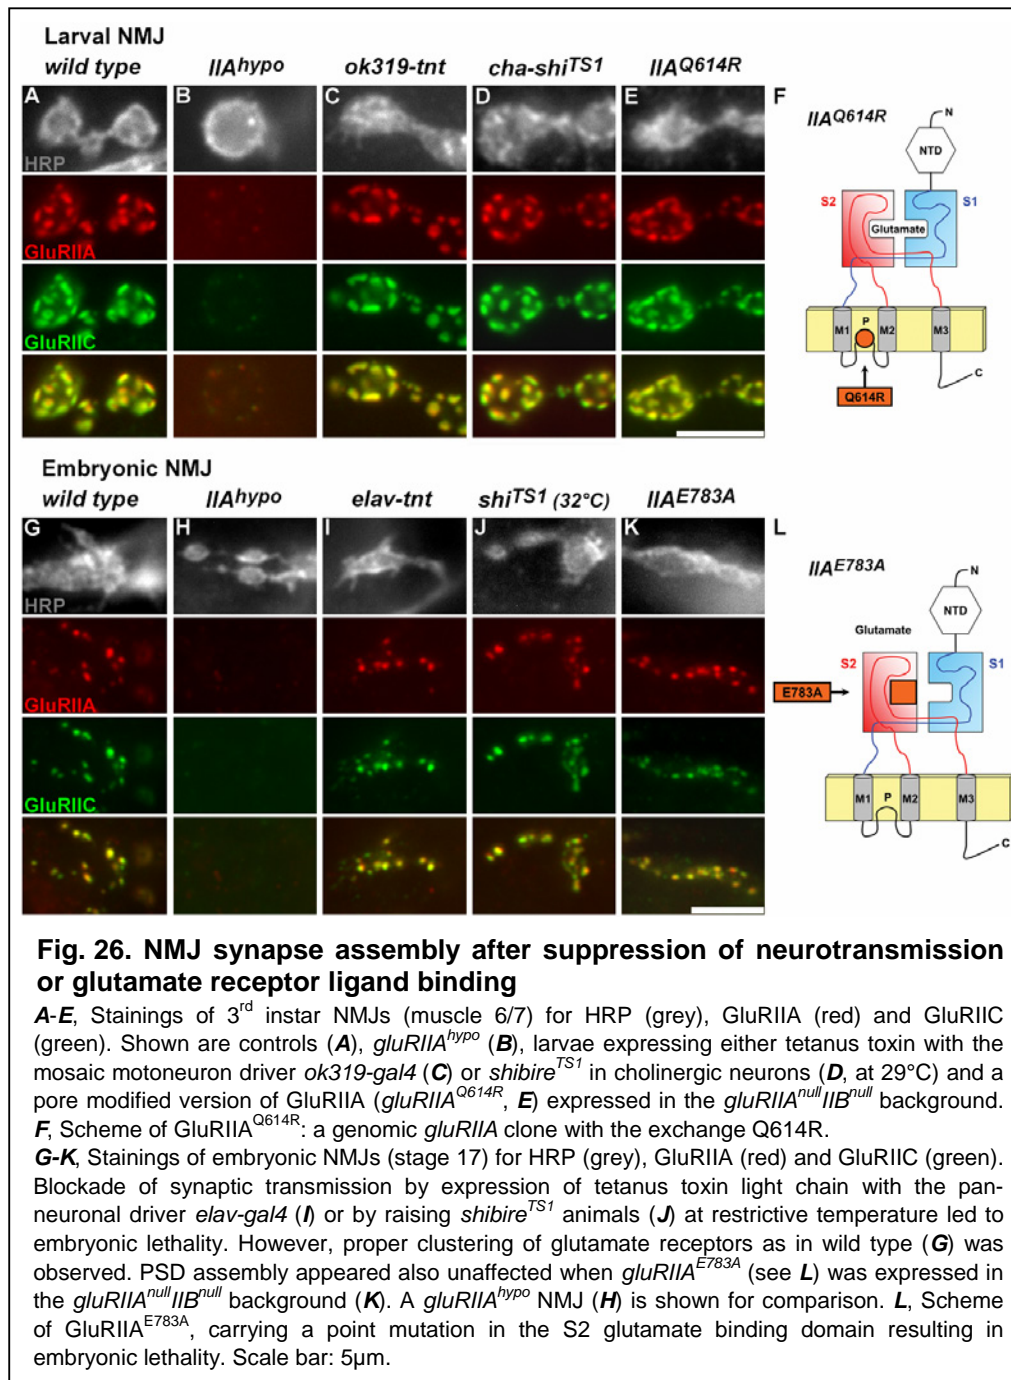 Larval NMJ
wild type IIAhypo ok319-tnt cha-shiTS1 IIAQ614R
A B C D E F
HRP
GluRIIA
GluRIIC
IIAQ614R
N
NTD
S2 S1
Glutamate
M1 P M2 M3
C
Q614R
Embryonic NMJ
wild type IIAhypo elav-tnt shiTS1 (32°C) IIAE783A
G H I J K L
HRP
GluRIIA
GluRIIC
IIAE783A
N
NTD
Glutamate
S2 S1
E783A
M1 P M2 M3
C
Fig. 26. NMJ synapse assembly after suppression of neurotransmission
or glutamate receptor ligand binding
A-E, Stainings of 3rd instar NMJs (muscle 6/7) for HRP (grey), GluRIIA (red) and GluRIIC
(green). Shown are controls (A), gluRIIAhypo (B), larvae expressing either tetanus toxin with the
mosaic motoneuron driver ok319-gal4 (C) or shibireTS1 in cholinergic neurons (D, at 29°C) and a
pore modified version of GluRIIA (gluRIIAQ614R, E) expressed in the gluRIIAnullIIBnull background.
F, Scheme of GluRIIAQ614R: a genomic gluRIIA clone with the exchange Q614R.
G-K, Stainings of embryonic NMJs (stage 17) for HRP (grey), GluRIIA (red) and GluRIIC (green).
Blockade of synaptic transmission by expression of tetanus toxin light chain with the pan-
neuronal driver elav-gal4 (I) or by raising shibireTS1 animals (J) at restrictive temperature led to
embryonic lethality. However, proper clustering of glutamate receptors as in wild type (G) was
observed. PSD assembly appeared also unaffected when gluRIIAE783A (see L) was expressed in
the gluRIIAnullIIBnull background (K). A gluRIIAhypo NMJ (H) is shown for comparison. L, Scheme
of GluRIIAE783A, carrying a point mutation in the S2 glutamate binding domain resulting in
embryonic lethality. Scale bar: 5µm.